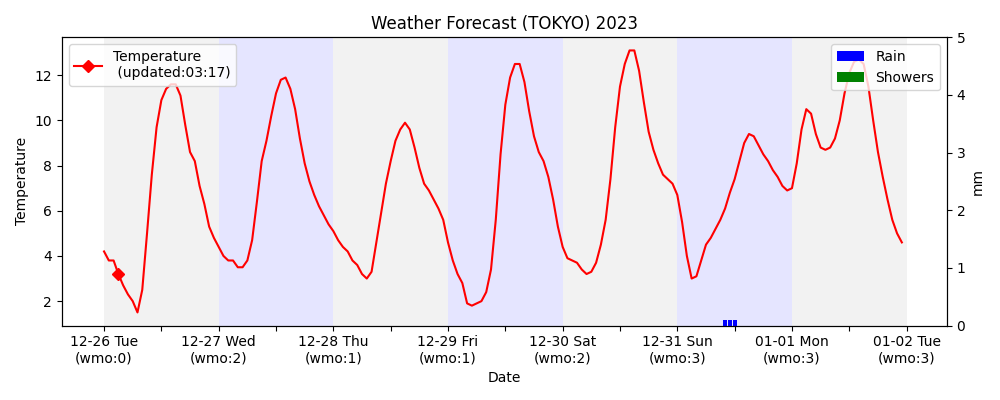 Weather Forecast (TOKYO) 2023
Temperature
(updated:03:17)
Rain
Showers
Temperature
12
10
8
6
4
2
5
4
3
2
1
0
mm
12-26 Tue
(wmo:0)
12-27 Wed
(wmo:2)
12-28 Thu
(wmo:1)
12-29 Fri
(wmo:1)
12-30 Sat
(wmo:2)
12-31 Sun
(wmo:3)
01-01 Mon
(wmo:3)
01-02 Tue
(wmo:3)
Date